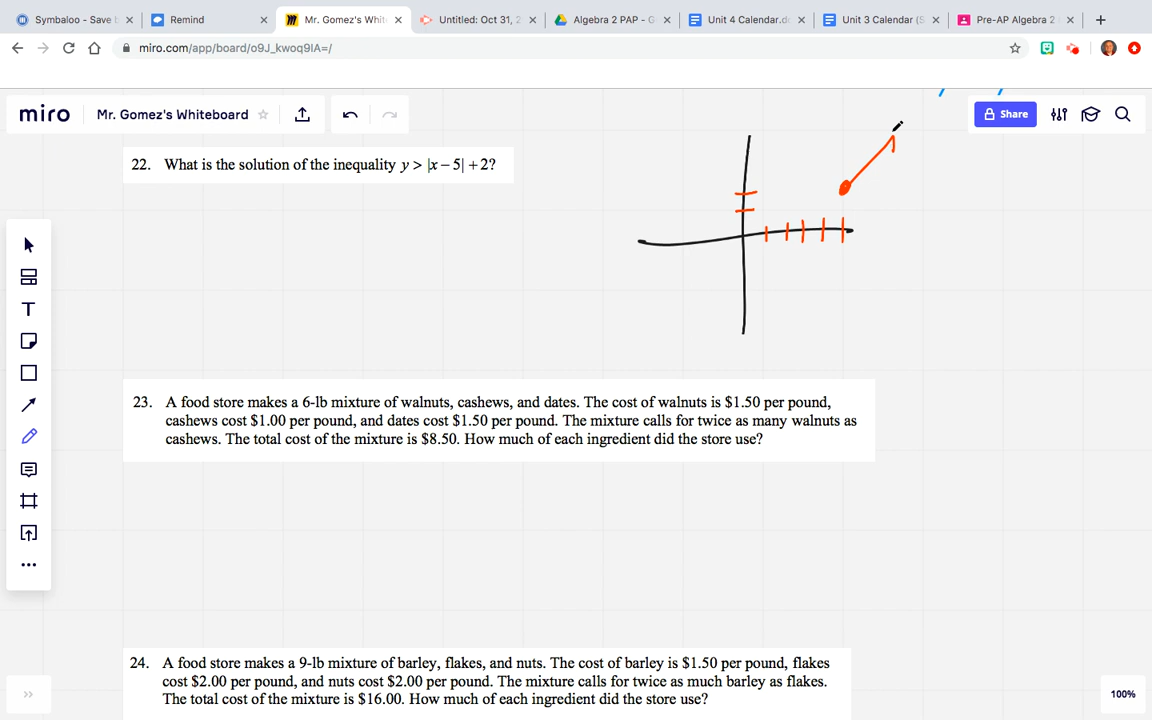 Symbaloo - Save b
Remind
Mr. Gomez's Whit
Untitled: Oct 31, 2
Algebra 2 PAP - G
Unit 4 Calendar.d
Unit 3 Calendar (S
Pre-AP Algebra 2
miro.com/app/board/o9J_kwoq9IA=/
miro
Mr. Gomez's Whiteboard
Share
22. What is the solution of the inequality y > |x − 5| + 2?
T
23. A food store makes a 6-lb mixture of walnuts, cashews, and dates. The cost of walnuts is $1.50 per pound,
cashews cost $1.00 per pound, and dates cost $1.50 per pound. The mixture calls for twice as many walnuts as
cashews. The total cost of the mixture is $8.50. How much of each ingredient did the store use?
24. A food store makes a 9-lb mixture of barley, flakes, and nuts. The cost of barley is $1.50 per pound, flakes
cost $2.00 per pound, and nuts cost $2.00 per pound. The mixture calls for twice as much barley as flakes.
The total cost of the mixture is $16.00. How much of each ingredient did the store use?
100%